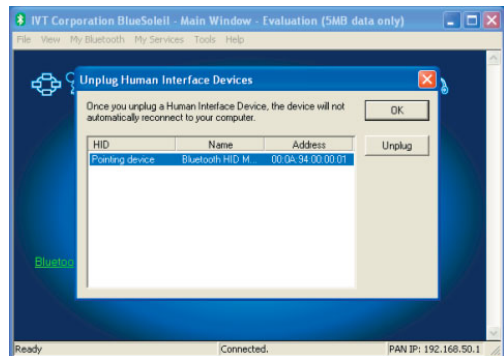 IVT Corporation BlueSoleil - Main Window - Evaluation (5MB data only)
File View My Bluetooth My Services Tools Help
Unplug Human Interface Devices
Once you unplug a Human Interface Device, the device will not
automatically reconnect to your computer.
OK
HID Name Address
Unplug
Pointing device Bluetooth HID M... 00:0A:94:00:00:01
Bluetoo
Ready Connected. PAN IP: 192.168.50.1